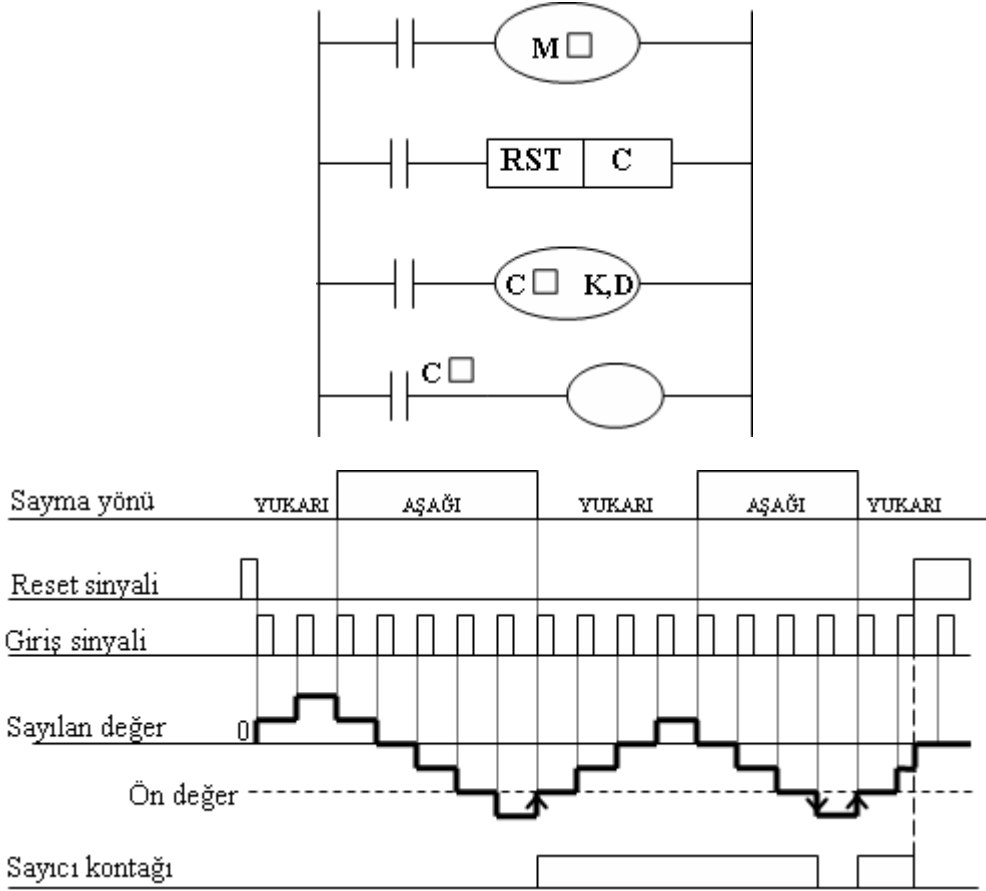 M
RST C
C K,D
C
Sayma yönü YUKARI AŞAĞI YUKARI AŞAĞI YUKARI
Reset sinyali
Giriş sinyali
Sayılan değer 0
Ön değer
Sayıcı kontağı